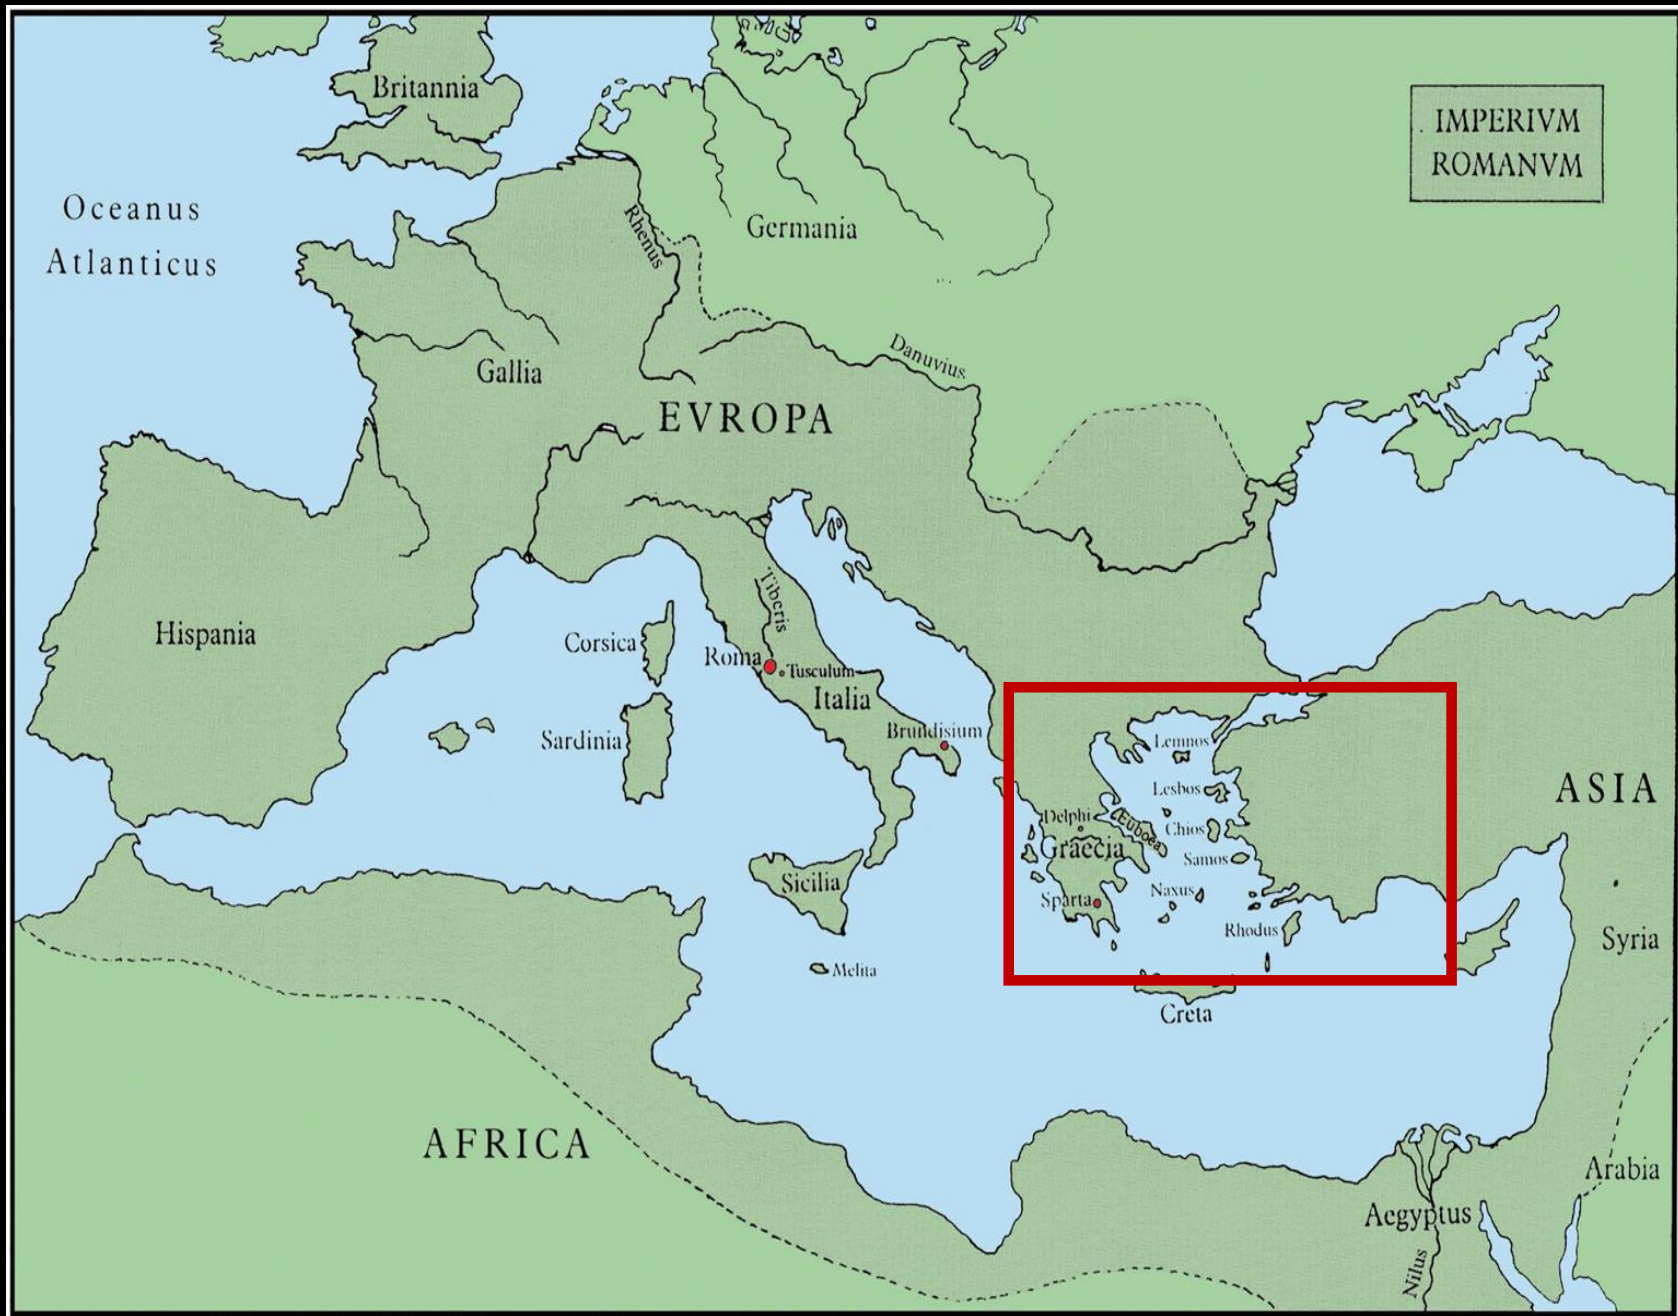 Britannia
IMPERIVM
ROMANVM
Oceanus
Atlanticus
Germania
Rhenus
Danuvius
Gallia
EVROPA
Hispania
Tiberis
Corsica
Roma
Tusculum
Italia
Sardinia
Brundisium
Lemnos
Lesbos
ASIA
Delphi
Euboea
Chios
Graecia
Samos
Sicilia
Naxus
Sparta
Rhodus
Syria
Melita
Creta
AFRICA
Arabia
Aegyptus
Nilus